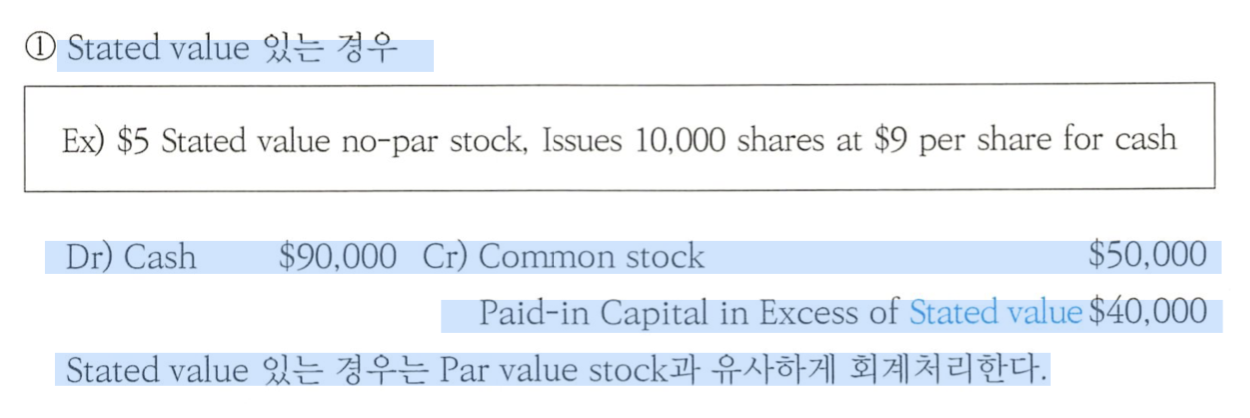 ① Stated value 있는 경우
Ex) $5 Stated value no-par stock, Issues 10,000 shares at $9 per share for cash
Dr) Cash $90,000 Cr) Common stock $50,000
Paid-in Capital in Excess of Stated value $40,000
Stated value 있는 경우는 Par value stock과 유사하게 회계처리한다.